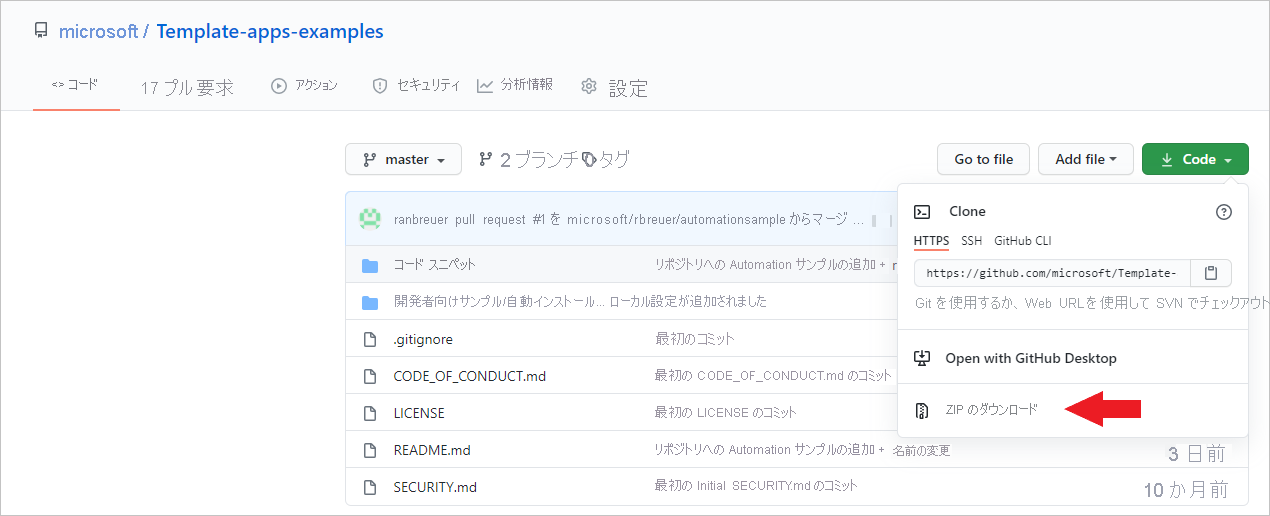 microsoft / Template-apps-examples
<> コード 17 プル要求 アクション セキュリティ 分析情報 設定
master 2 ブランチ タグ Go to file Add file Code
ranbreuer pull request #1 を microsoft/rbreuer/automationsample からマージ ...
コード スニペット リポジトリへの Automation サンプルの追加 +
開発者向けサンプル/自動インストール... ローカル設定が追加されました
.gitignore 最初のコミット
CODE_OF_CONDUCT.md 最初の CODE_OF_CONDUCT.md のコミット
LICENSE 最初の LICENSE のコミット
README.md リポジトリへの Automation サンプルの追加 + 名前の変更 3 日前
SECURITY.md 最初の Initial SECURITY.md のコミット 10 か月前
Clone
HTTPS SSH GitHub CLI
https://github.com/microsoft/Template-
Git を使用するか、Web URLを使用して SVN でチェックアウト
Open with GitHub Desktop
ZIP のダウンロード